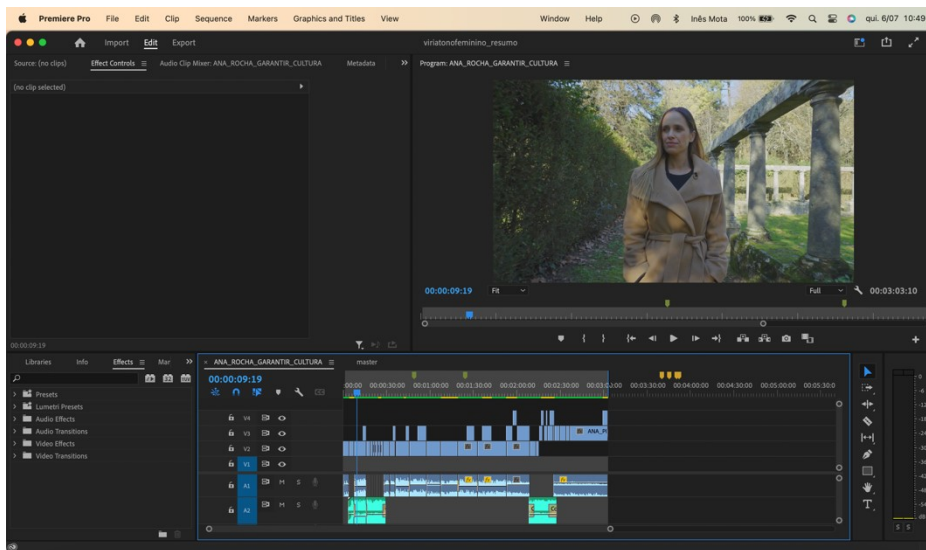 Premiere Pro File Edit Clip Sequence Markers Graphics and Titles View Window Help Inês Mota 100% qui. 6/07 10:49
Import Edit Export viriatonofeminino_resumo
Source: (no clips) Effect Controls Audio Clip Mixer: ANA_ROCHA_GARANTIR_CULTURA Metadata Program: ANA_ROCHA_GARANTIR_CULTURA
(no clip selected)
00:00:09:19 Fit Full 00:03:03:10
00:00:09:19
Libraries Info Effects Mar
ANA_ROCHA_GARANTIR_CULTURA master
00:00:09:19
:00:00 00:00:30:00 00:01:00:00 00:01:30:00 00:02:00:00 00:02:30:00 00:03:00:00 00:03:30:00 00:04:00:00 00:04:30:00 00:05:00:00 00:05:30:0
Presets
Lumetri Presets
Audio Effects
Audio Transitions
Video Effects
Video Transitions
V4
V3 ANA_
V2 fx
V1
A1 M S fx
A2 M S
T
S S